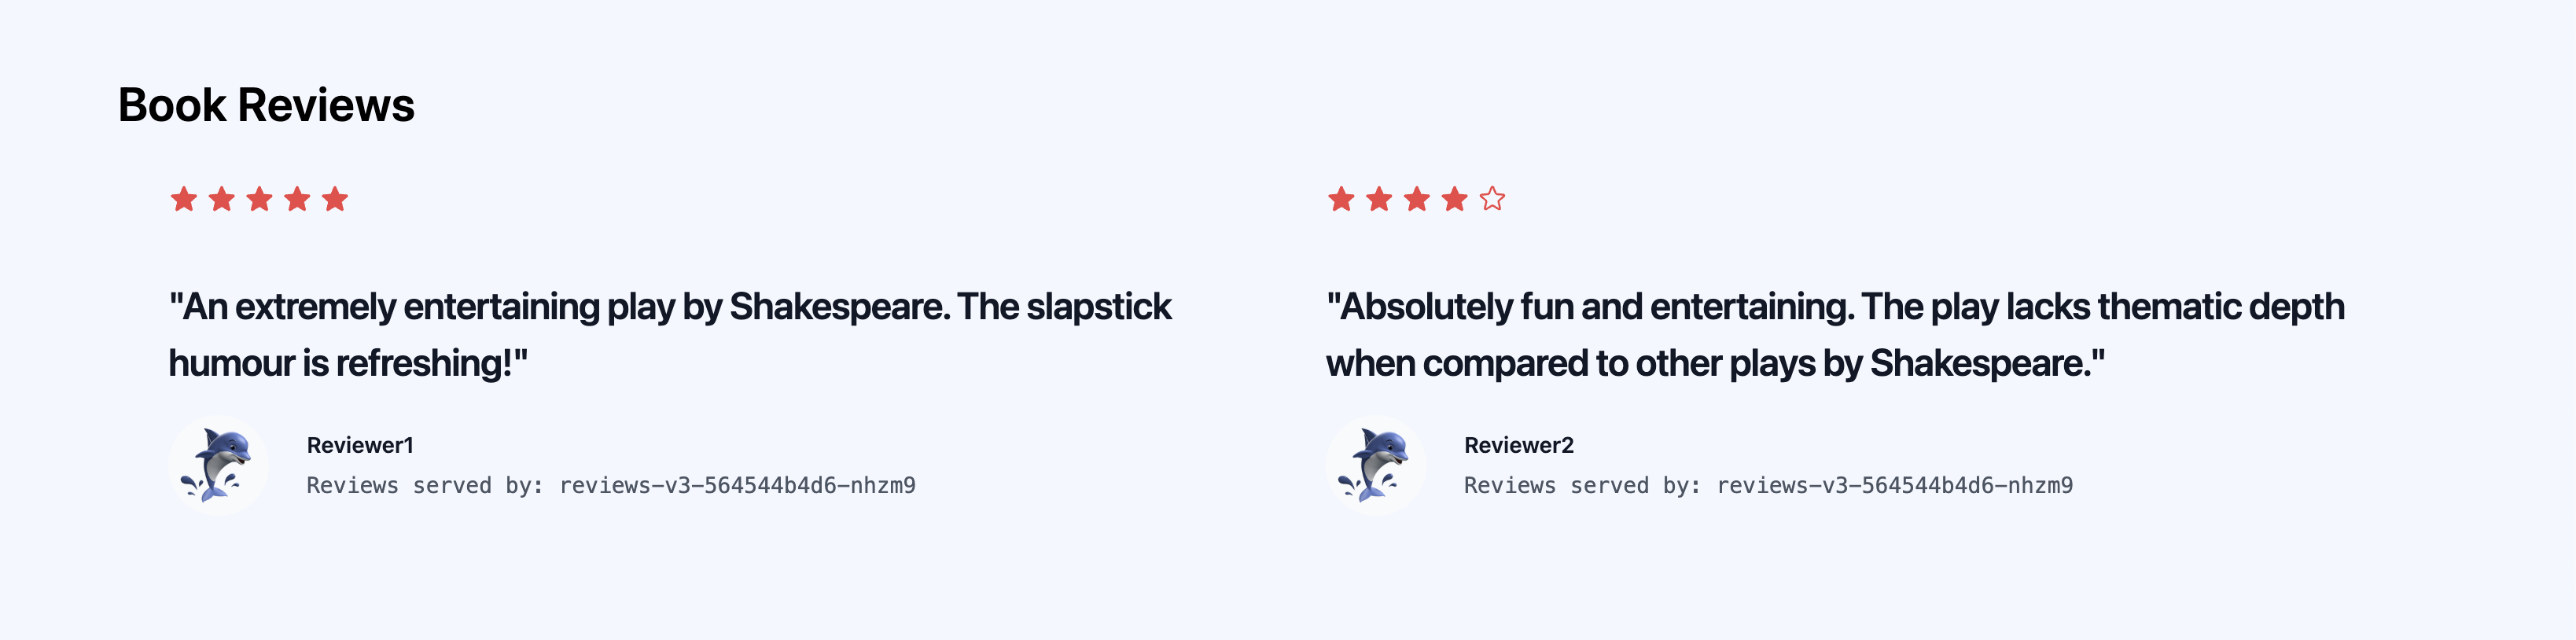 Book Reviews
"An extremely entertaining play by Shakespeare. The slapstick
humour is refreshing!"
Reviewer1
Reviews served by: reviews-v3-564544b4d6-nhzm9
"Absolutely fun and entertaining. The play lacks thematic depth
when compared to other plays by Shakespeare."
Reviewer2
Reviews served by: reviews-v3-564544b4d6-nhzm9